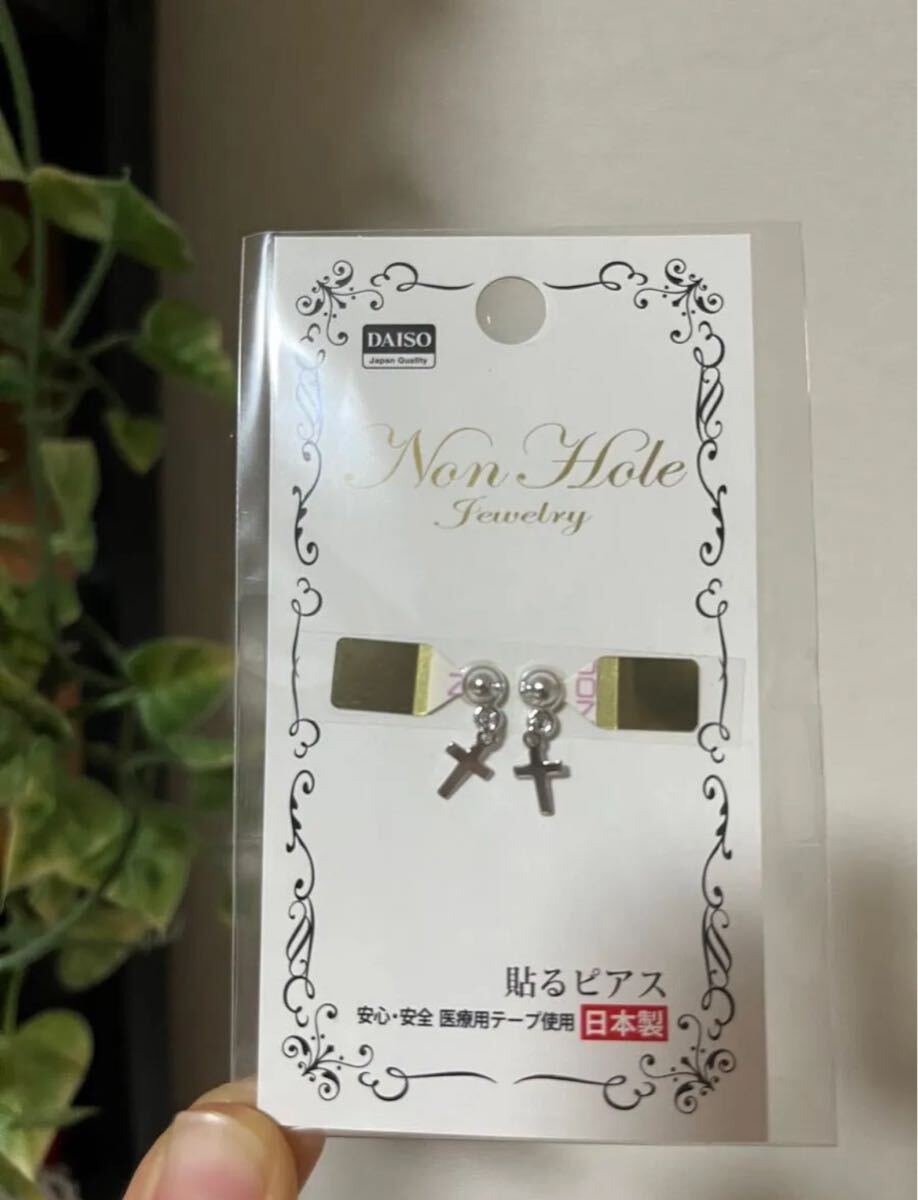 DAISO
Japan Quality
Non Hole
Jewelry
貼るピアス
安心・安全 医療用テープ使用 日本製